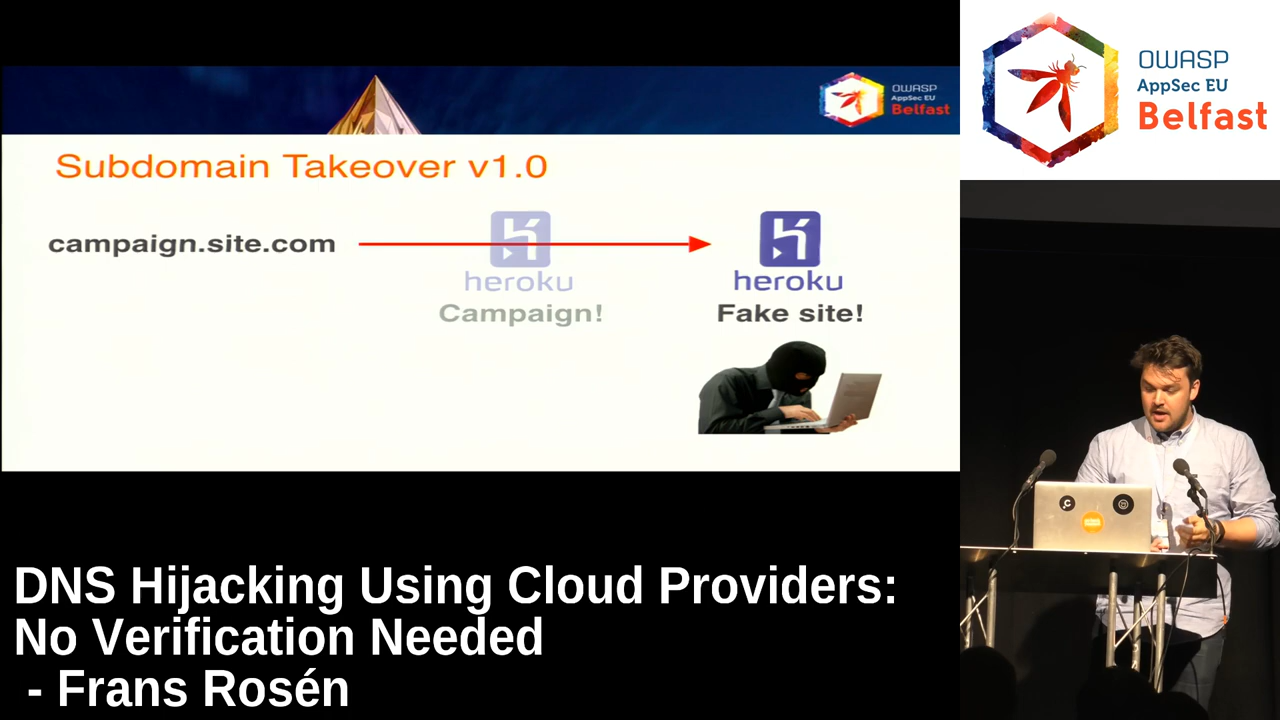 OWASP
AppSec EU
Belfast
OWASP
AppSec EU
Belfast
Subdomain Takeover v1.0
campaign.site.com
heroku
Campaign!
heroku
Fake site!
DNS Hijacking Using Cloud Providers:
No Verification Needed
- Frans Rosén